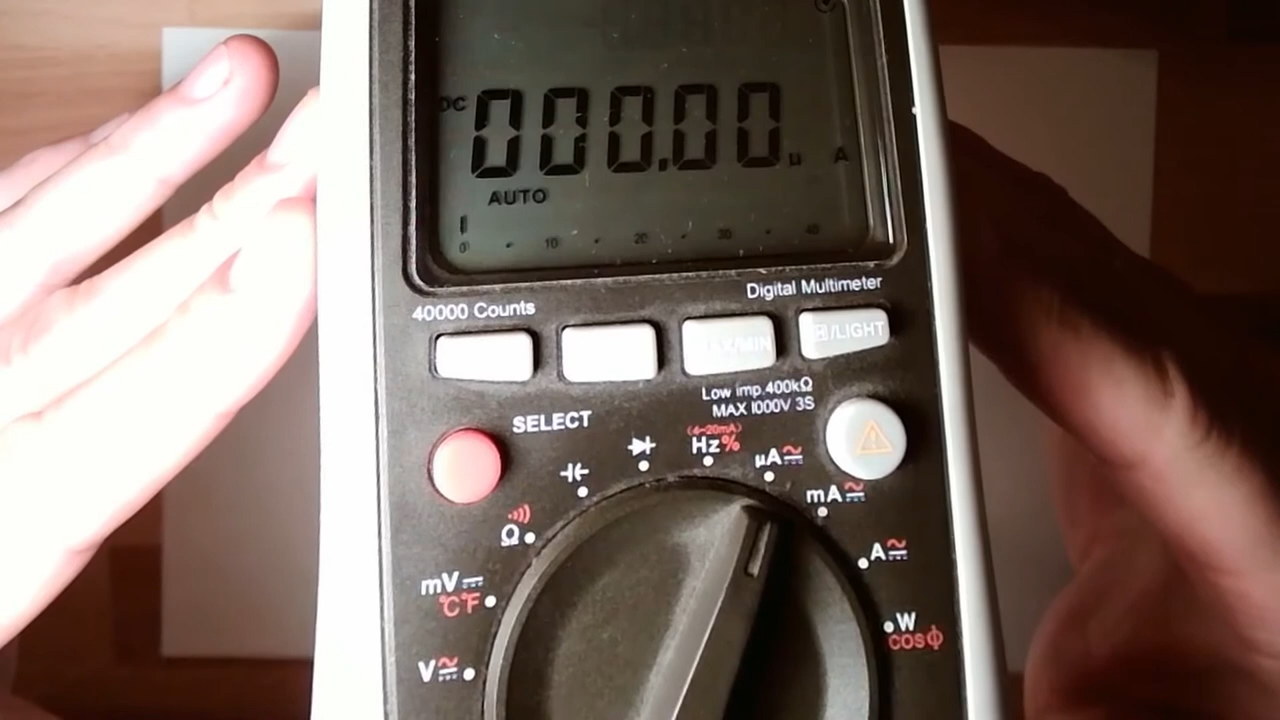 DC 000.00 µ A
AUTO
0 10 20 30 40
Digital Multimeter
40000 Counts
/LIGHT
Low imp.400kΩ
MAX 1000V 3S
SELECT
(4~20mA)
Hz%
µA
mA
Ω
A
mV
°C°F
W
cosϕ
V